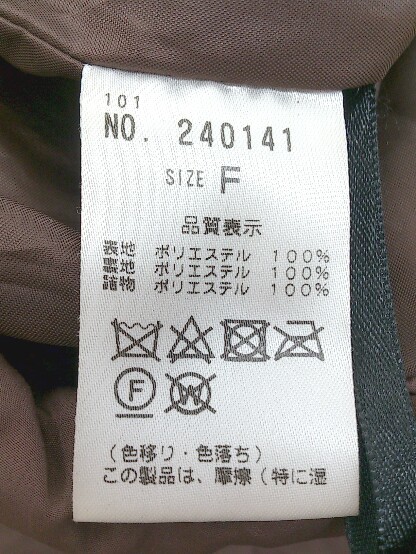 101
NO. 240141
SIZE F
品質表示
表地 ポリエステル 100%
裏地 ポリエステル 100%
詰物 ポリエステル 100%
F W
(色移り・色落ち)
この製品は、摩擦(特に湿